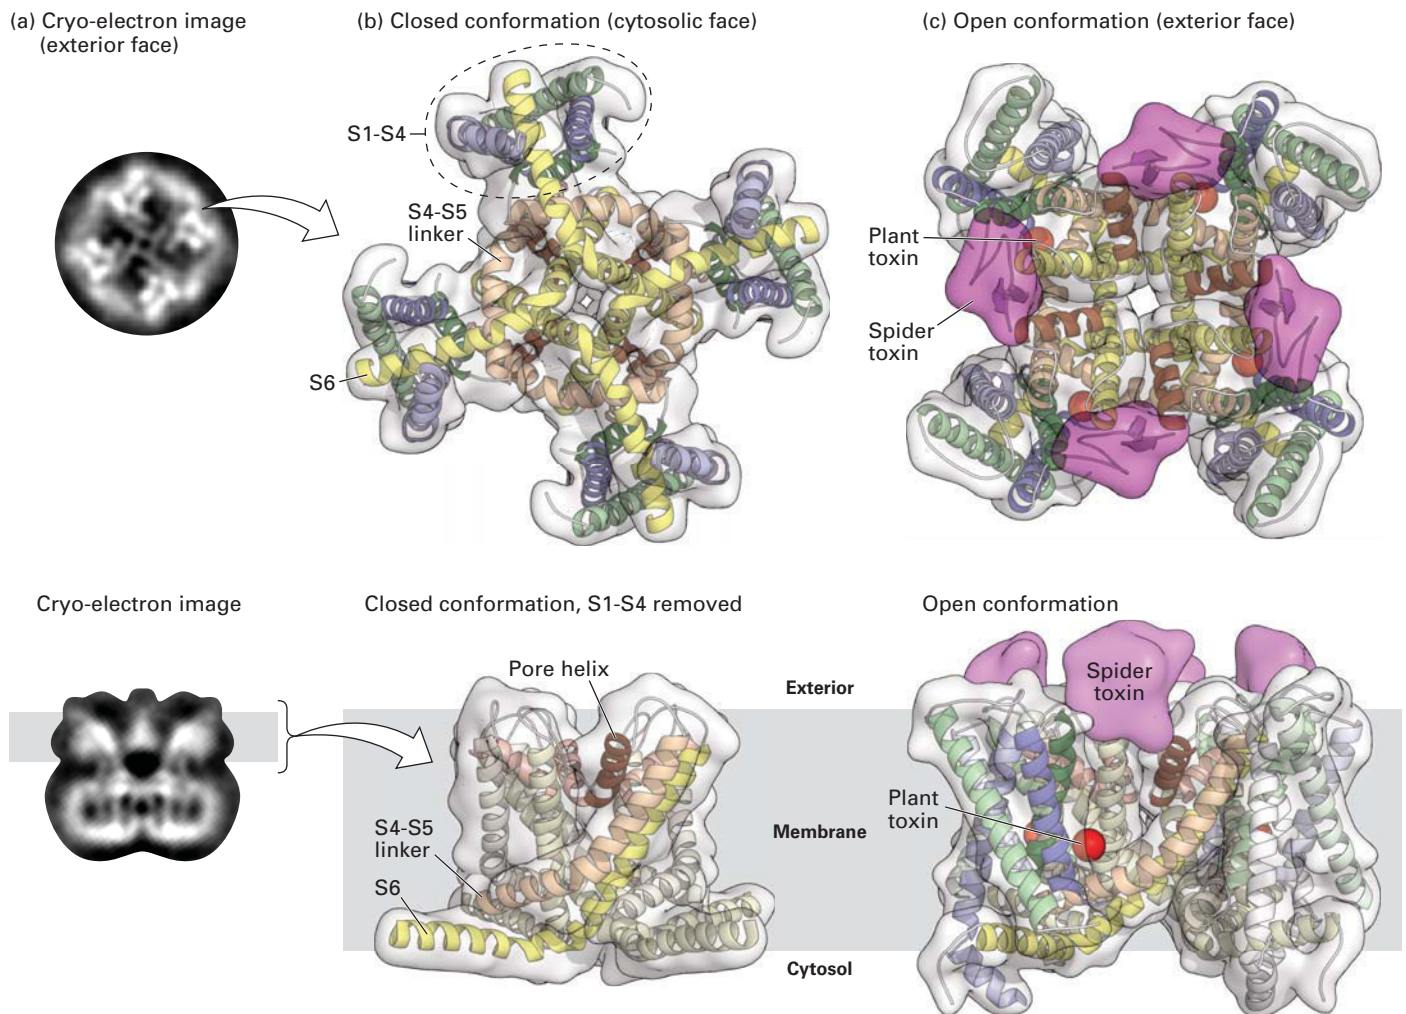 (a) Cryo-electron image
(exterior face)
(b) Closed conformation (cytosolic face)
(c) Open conformation (exterior face)
S1-S4
S4-S5
linker
S6
Plant
toxin
Spider
toxin
Cryo-electron image
Closed conformation, S1-S4 removed
Open conformation
Pore helix
Exterior
Spider
toxin
S4-S5
linker
S6
Membrane
Plant
toxin
Cytosol